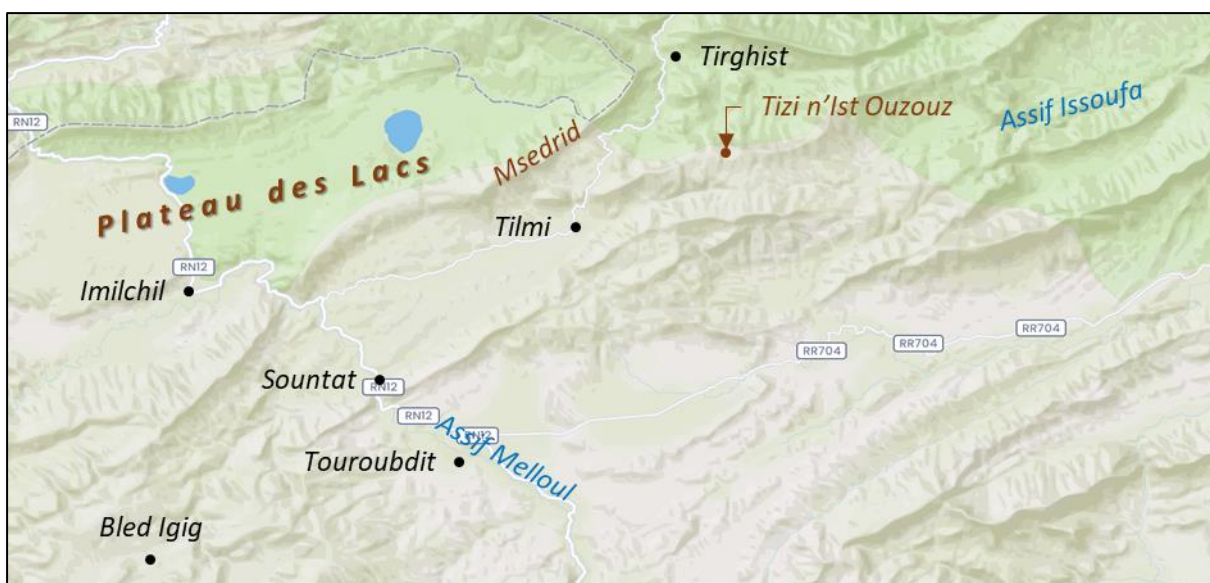 Tirghist
Tizi n’Ist Ouzouz
Assif Issoufa
RN12
Msedrid
Plateau des Lacs
Tilmi
RN12
Imilchil
RR704
RR704
RR704
Sountat
RN12
RN12
RN12
Assif Melloul
Touroubdit
Bled Igig